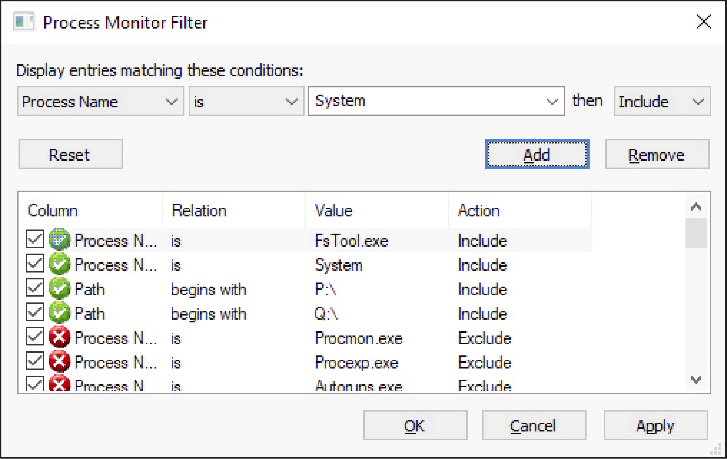 Process Monitor Filter
Display entries matching these conditions:
Process Name is System then Include
Reset Add Remove
Column Relation Value Action
Process N... is FsTool.exe Include
Process N... is System Include
Path begins with P:\ Include
Path begins with Q:\ Include
Process N... is Procmon.exe Exclude
Process N... is Procexp.exe Exclude
Process N... is Autoruns.exe Exclude
OK Cancel Apply